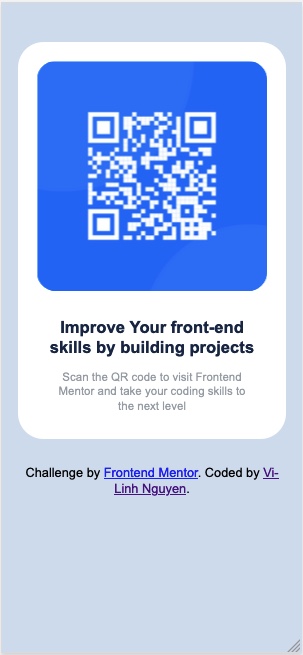 Improve Your front-end
skills by building projects
Scan the QR code to visit Frontend
Mentor and take your coding skills to
the next level
Challenge by Frontend Mentor. Coded by Vi-
Linh Nguyen.